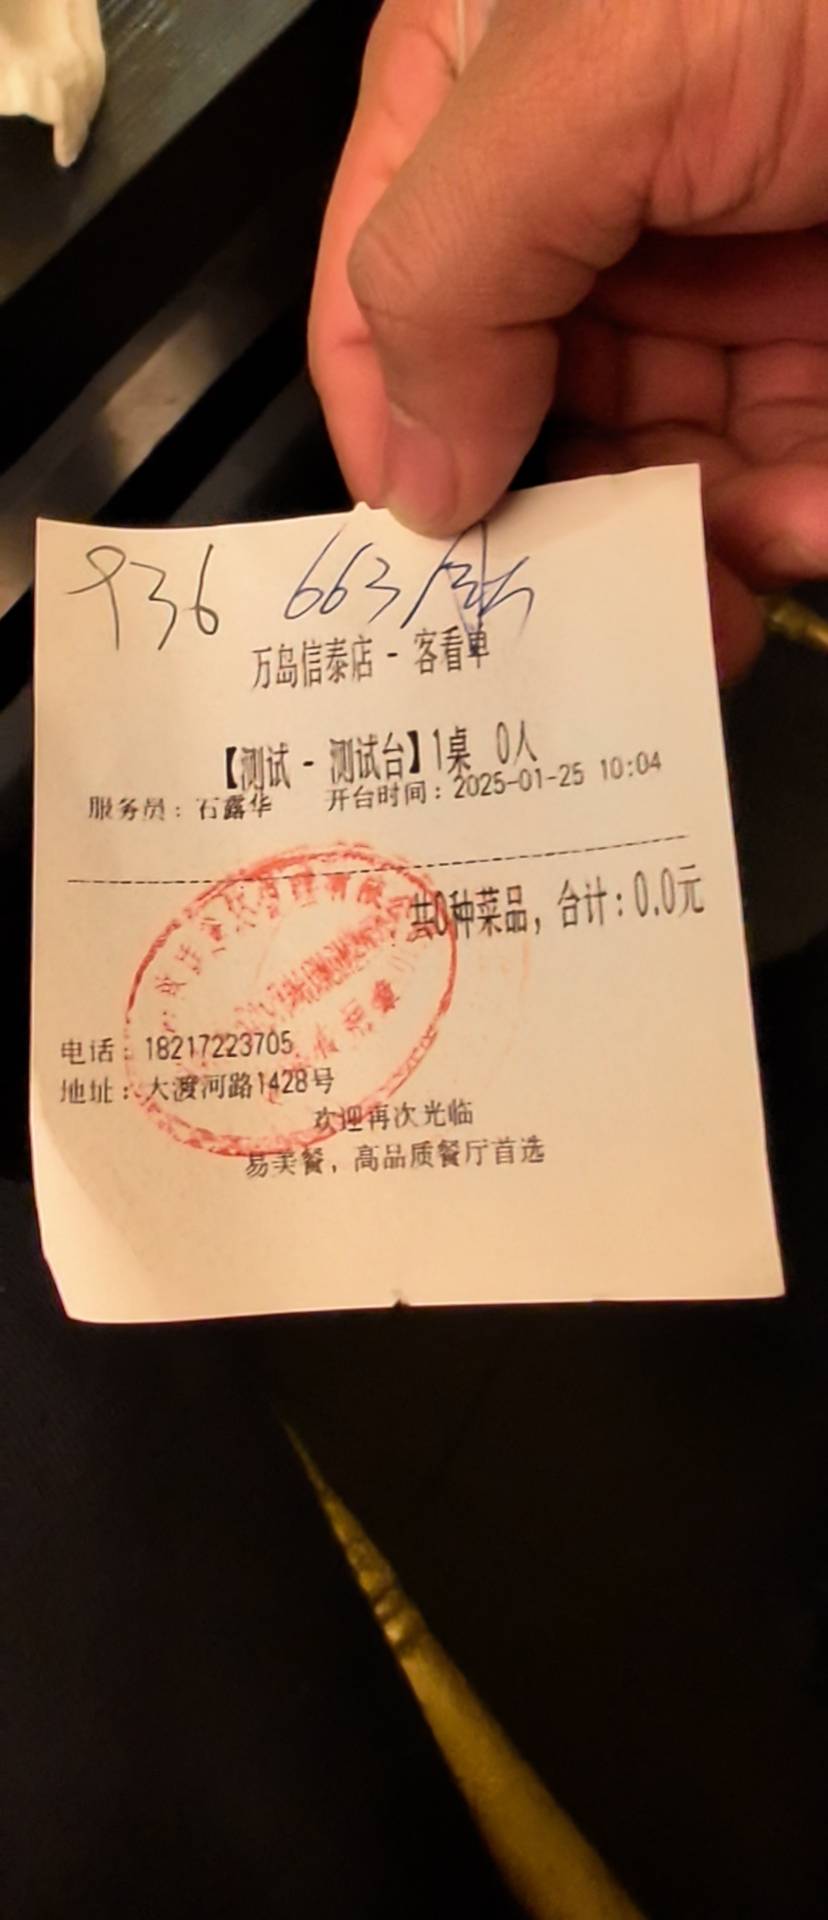 936 663
万岛信泰店 - 客看单
【测试 - 测试台】1桌 0人
服务员：石露华 开台时间：2025-01-25 10:04
共0种菜品，合计：0.0元
电话：18217223705
地址：大渡河路1428号
欢迎再次光临
易美餐，高品质餐厅首选